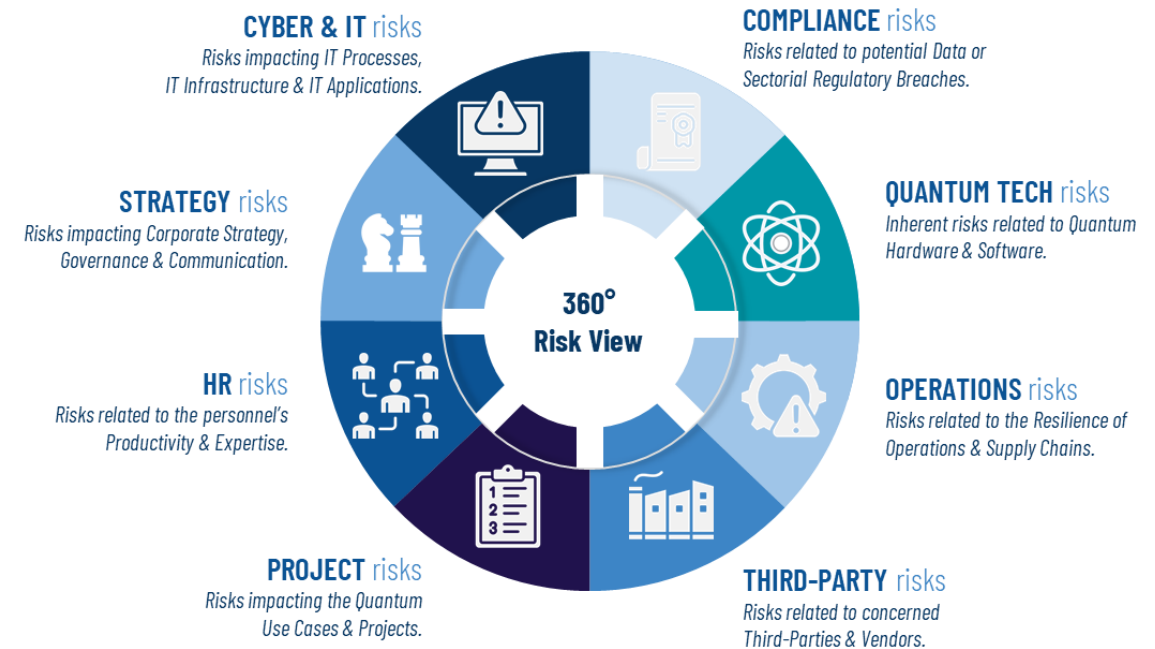 CYBER & IT risks
Risks impacting IT Processes,
IT Infrastructure & IT Applications.
COMPLIANCE risks
Risks related to potential Data or
Sectorial Regulatory Breaches.
STRATEGY risks
Risks impacting Corporate Strategy,
Governance & Communication.
QUANTUM TECH risks
Inherent risks related to Quantum
Hardware & Software.
360°
Risk View
HR risks
Risks related to the personnel's
Productivity & Expertise.
OPERATIONS risks
Risks related to the Resilience of
Operations & Supply Chains.
1
2
3
PROJECT risks
Risks impacting the Quantum
Use Cases & Projects.
THIRD-PARTY risks
Risks related to concerned
Third-Parties & Vendors.